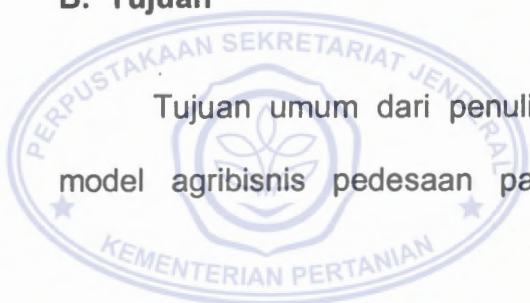 B. Tujuan
PERPUSTAKAAN SEKRETARIAT JENDERAL
Tujuan umum dari penuli
model agribisnis pedesaan pa
KEMENTERIAN PERTANIAN